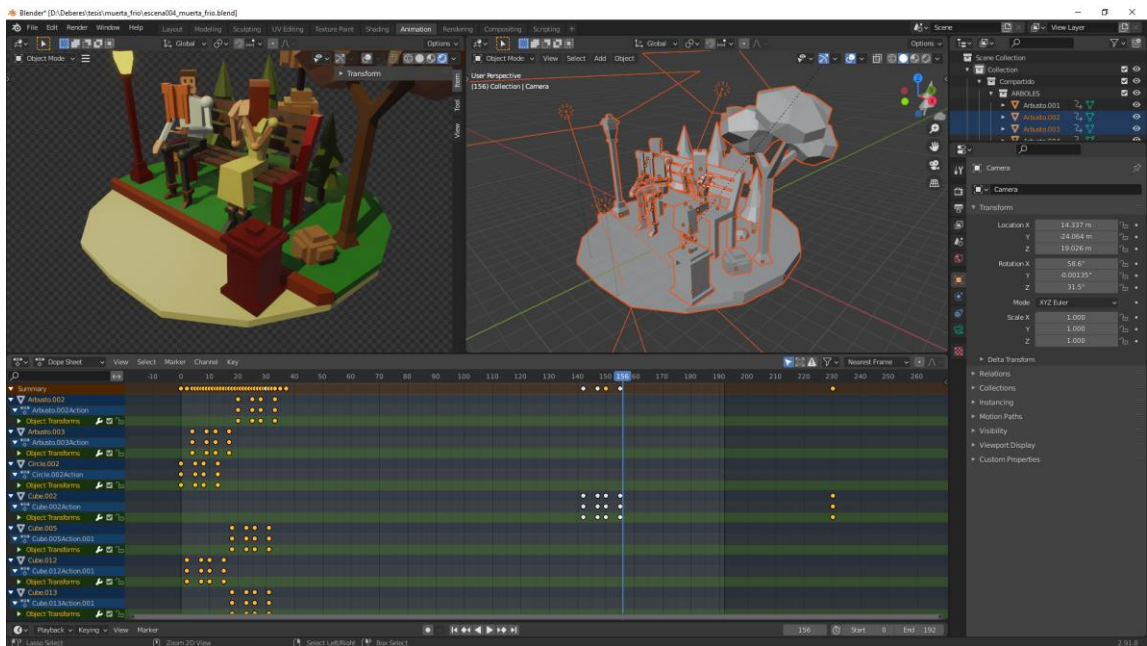 Blender* [D:\Deberes\tesis\muerta_frio\escena004_muerta_frio.blend]
File Edit Render Window Help Layout Modeling Sculpting UV Editing Texture Paint Shading Animation Rendering Compositing Scripting + Scene View Layer
Global Options Global Options
Object Mode Object Mode View Select Add Object
Transform
Item
Tool
View
User Perspective
(156) Collection | Camera
Scene Collection
Collection
Compartido
ARBOLES
Arbusto.001
Arbusto.002
Arbusto.003
Camera
Camera
Transform
Location X 14.337 m
Y -24.064 m
Z 19.026 m
Rotation X 58.6°
Y -0.00135°
Z 31.5°
Mode XYZ Euler
Scale X 1.000
Y 1.000
Z 1.000
Delta Transform
Relations
Collections
Instancing
Motion Paths
Visibility
Viewport Display
Custom Properties
Dope Sheet View Select Marker Channel Key Nearest Frame
-10 0 10 20 30 40 50 60 70 80 90 100 110 120 130 140 150 156 160 170 180 190 200 210 220 230 240 250 260
Summary
Arbusto.002
Arbusto.002Action
Object Transforms
Arbusto.003
Arbusto.003Action
Object Transforms
Circle.002
Circle.002Action
Object Transforms
Cube.002
Cube.002Action
Object Transforms
Cube.005
Cube.005Action.001
Object Transforms
Cube.012
Cube.012Action.001
Object Transforms
Cube.013
Cube.013Action.001
Object Transforms
Playback Keying View Marker 156 Start 0 End 192
Lasso Select Zoom 2D View Select Left/Right Box Select 2.91.0